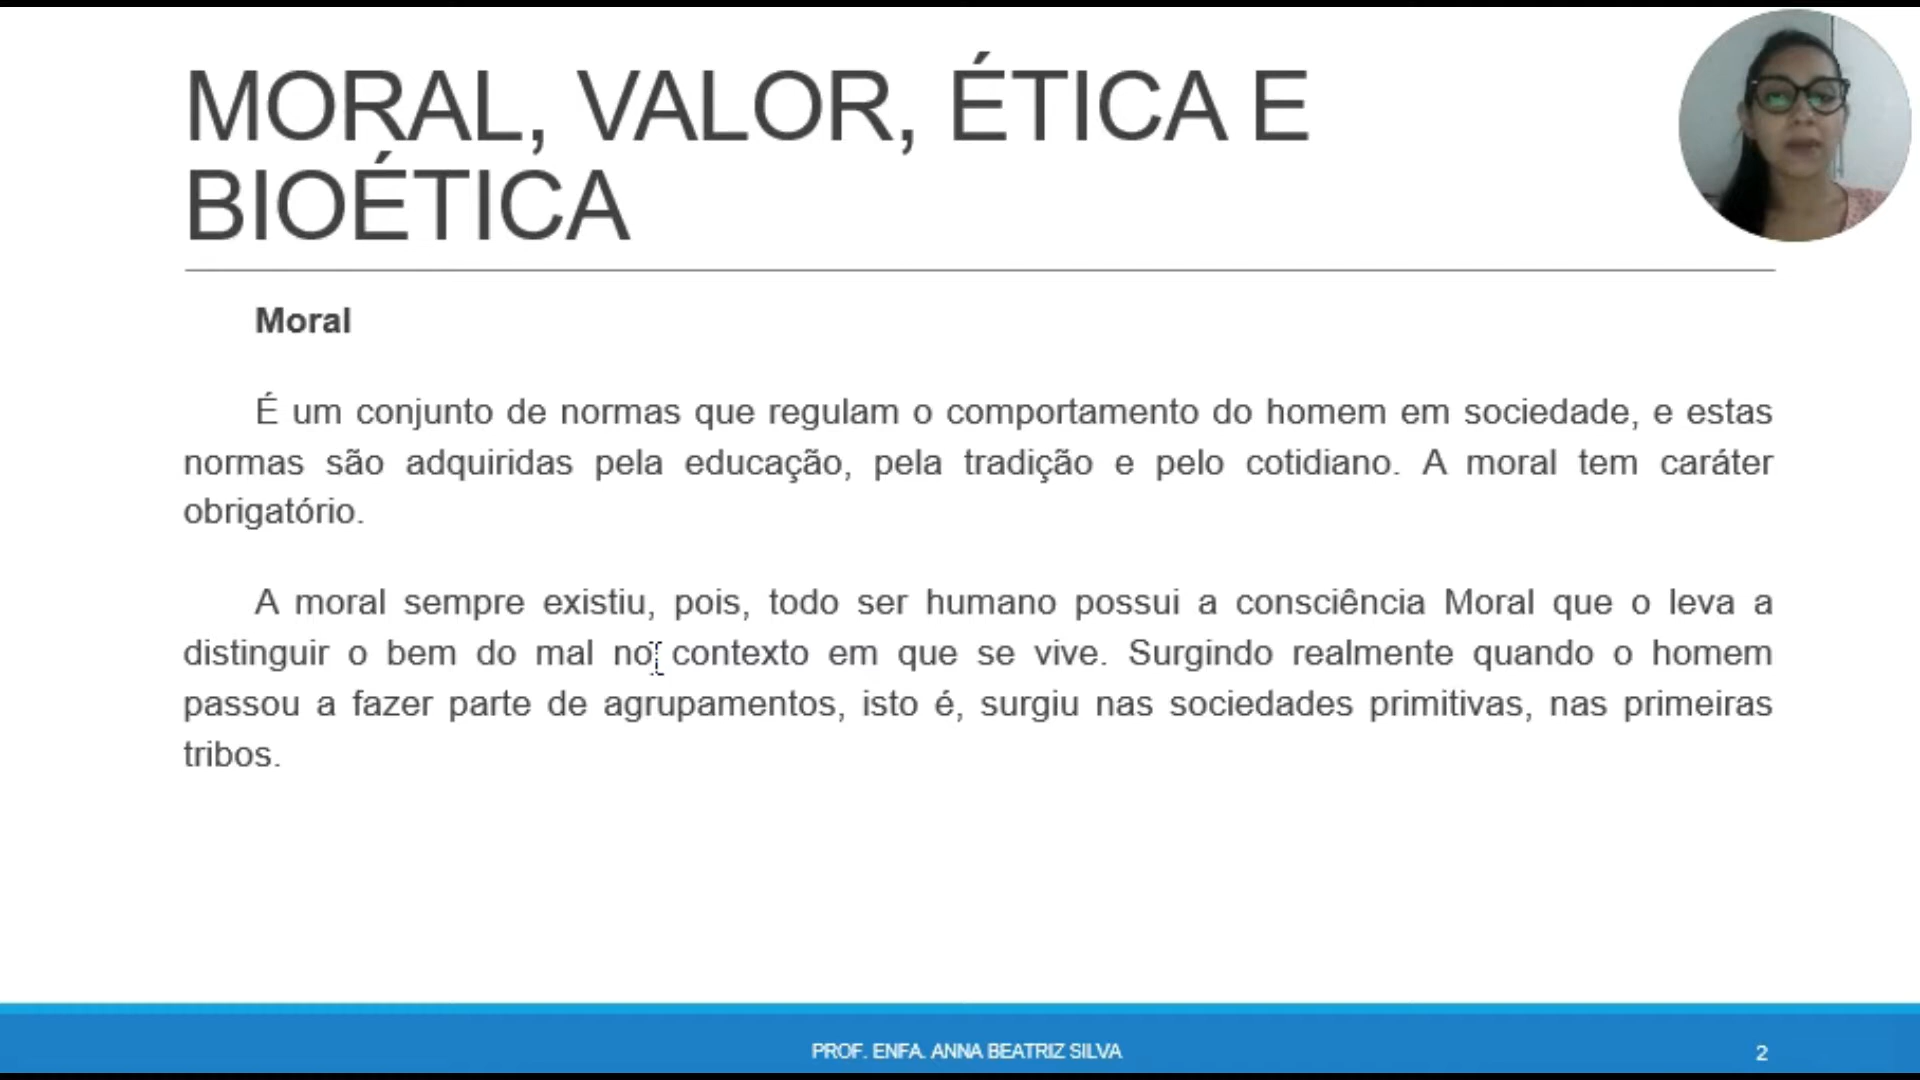 MORAL, VALOR, ÉTICA E
BIOÉTICA
Moral
É um conjunto de normas que regulam o comportamento do homem em sociedade, e estas
normas são adquiridas pela educação, pela tradição e pelo cotidiano. A moral tem caráter
obrigatório.
A moral sempre existiu, pois, todo ser humano possui a consciência Moral que o leva a
distinguir o bem do mal no contexto em que se vive. Surgindo realmente quando o homem
passou a fazer parte de agrupamentos, isto é, surgiu nas sociedades primitivas, nas primeiras
tribos.
PROF. ENFA. ANNA BEATRIZ SILVA
2